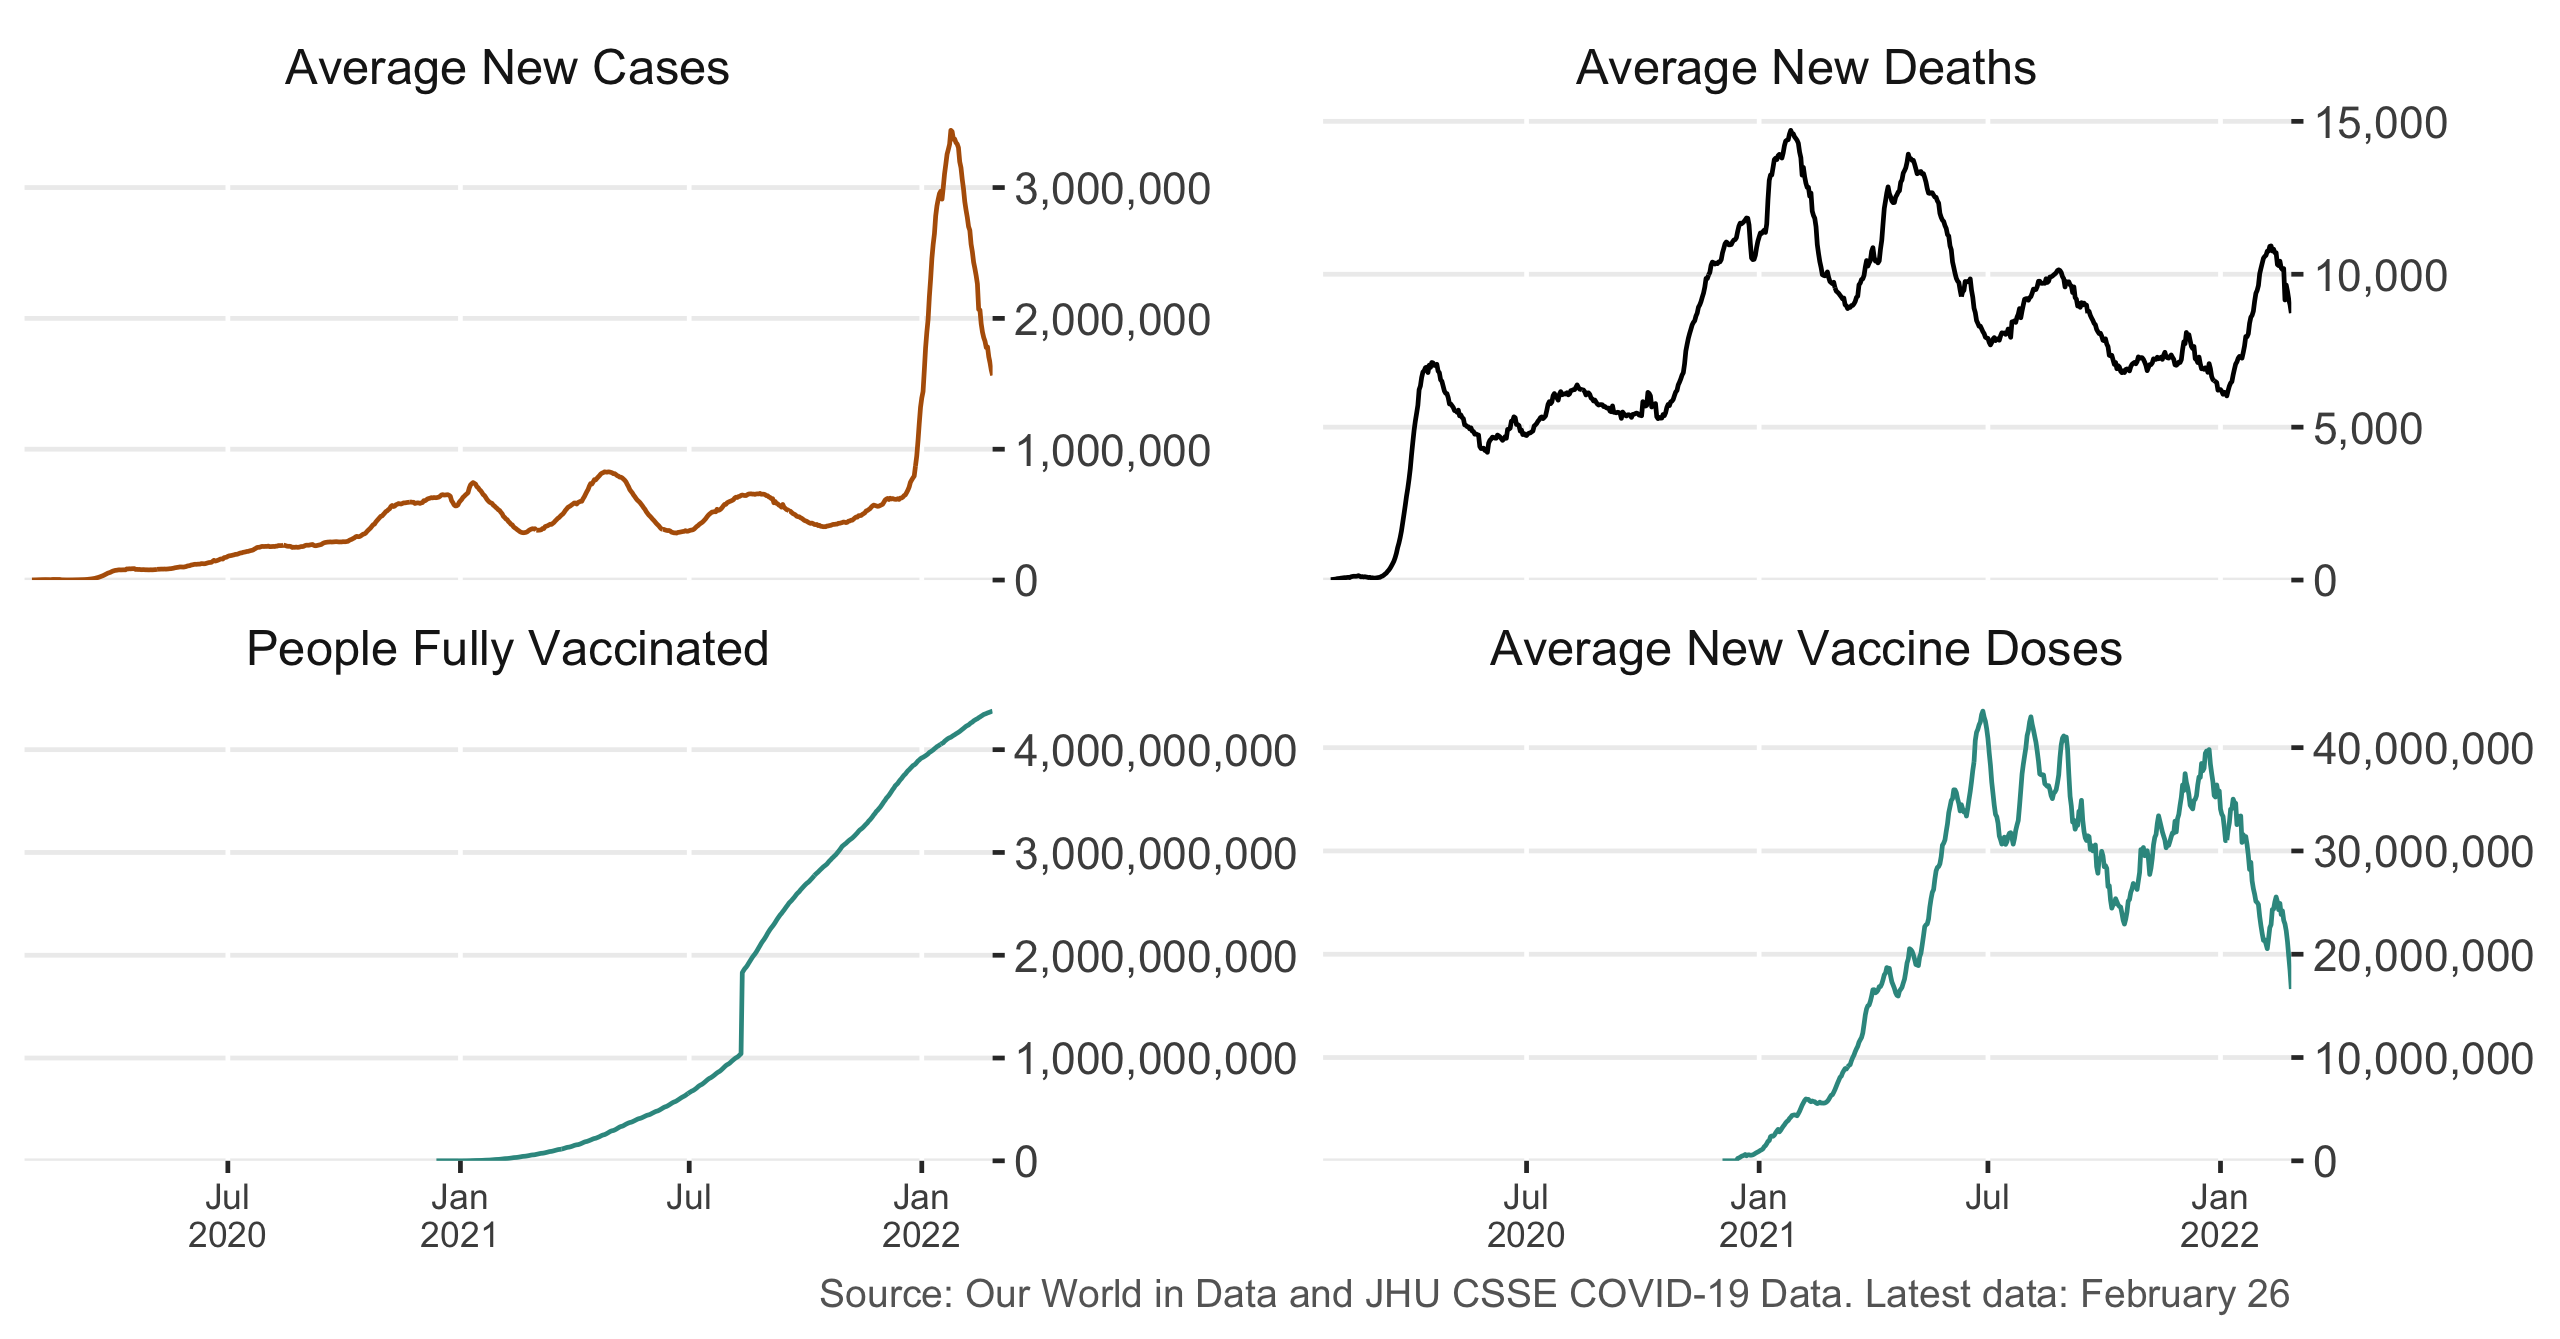 Average New Cases
3,000,000
2,000,000
1,000,000
0
Average New Deaths
15,000
10,000
5,000
0
People Fully Vaccinated
4,000,000,000
3,000,000,000
2,000,000,000
1,000,000,000
0
Jul
2020
Jan
2021
Jul
Jan
2022
Average New Vaccine Doses
40,000,000
30,000,000
20,000,000
10,000,000
0
Jul
2020
Jan
2021
Jul
Jan
2022
Source: Our World in Data and JHU CSSE COVID-19 Data. Latest data: February 26